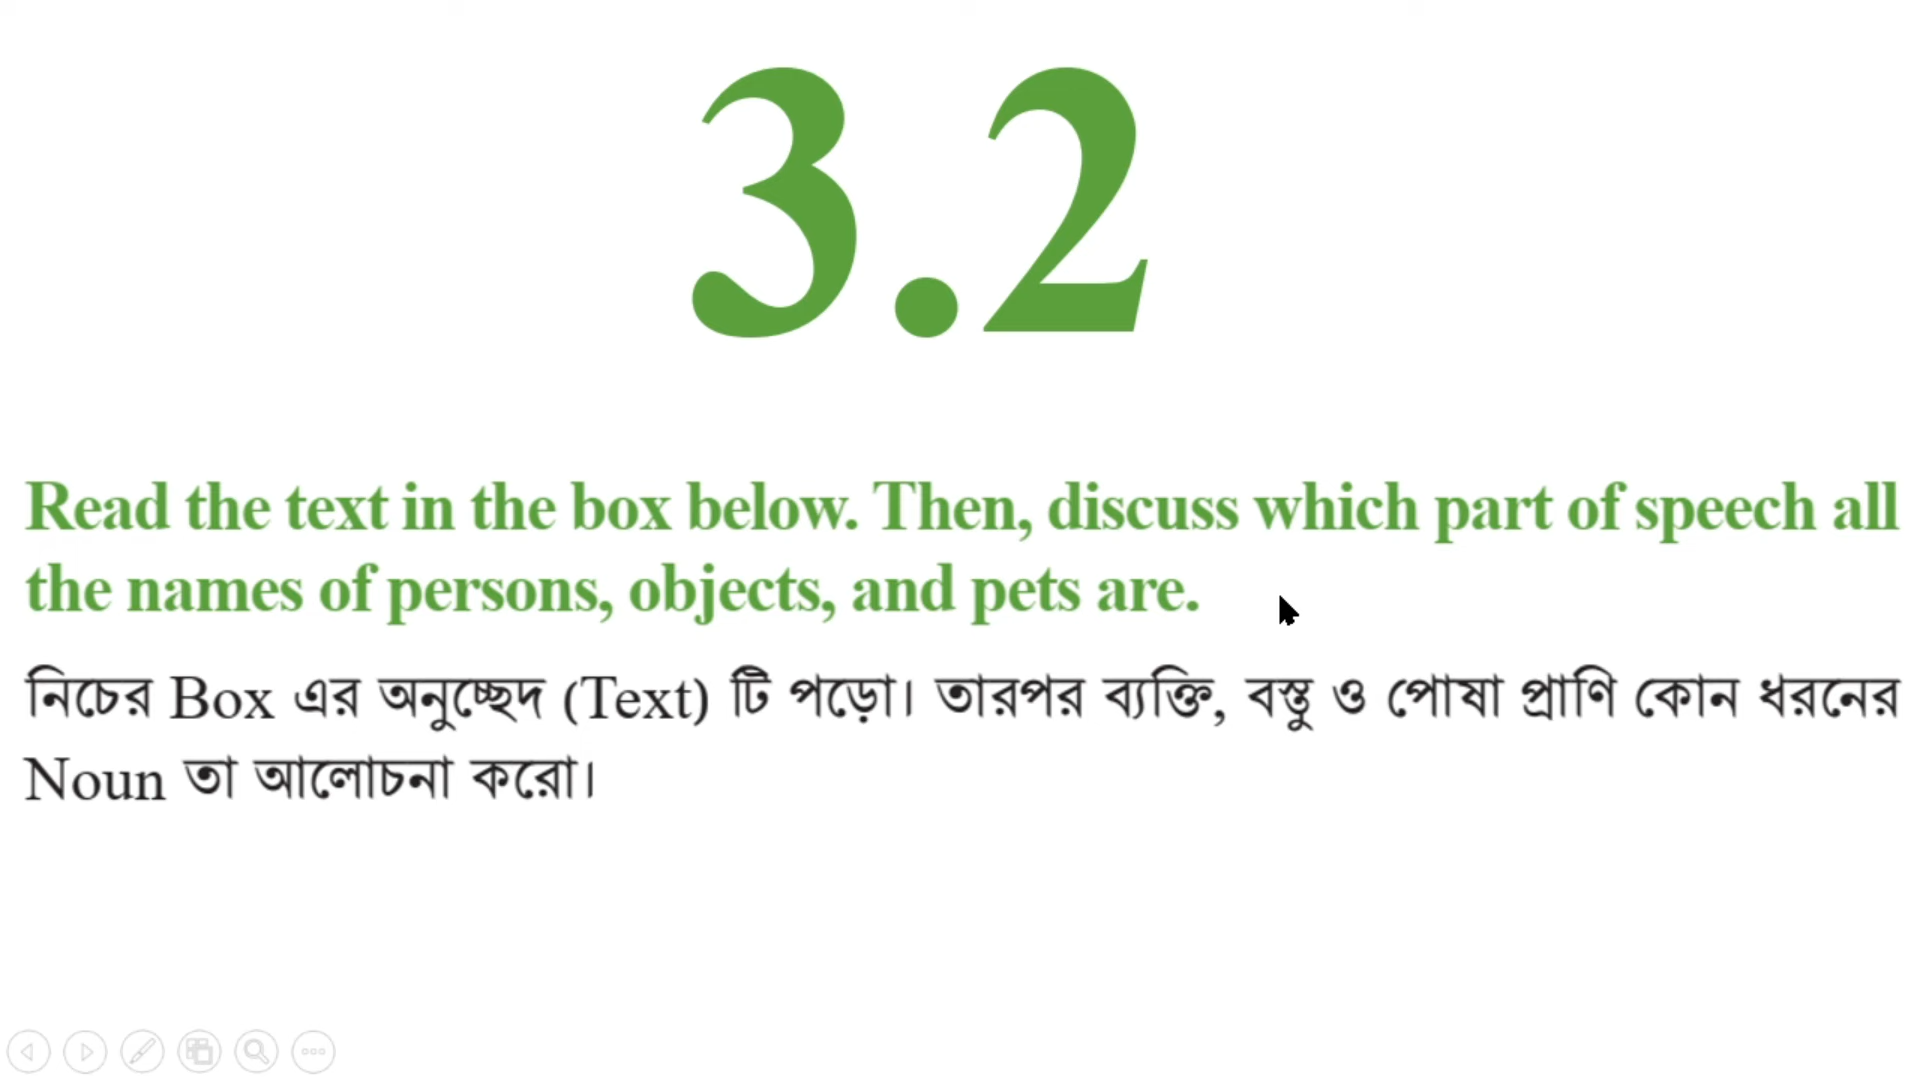 3.2
Read the text in the box below. Then, discuss which part of speech all
the names of persons, objects, and pets are.
নিচের Box এর অনুচ্ছেদ (Text) টি পড়ো। তারপর ব্যক্তি, বস্তু ও পোষা প্রাণি কোন ধরনের
Noun তা আলোচনা করো।